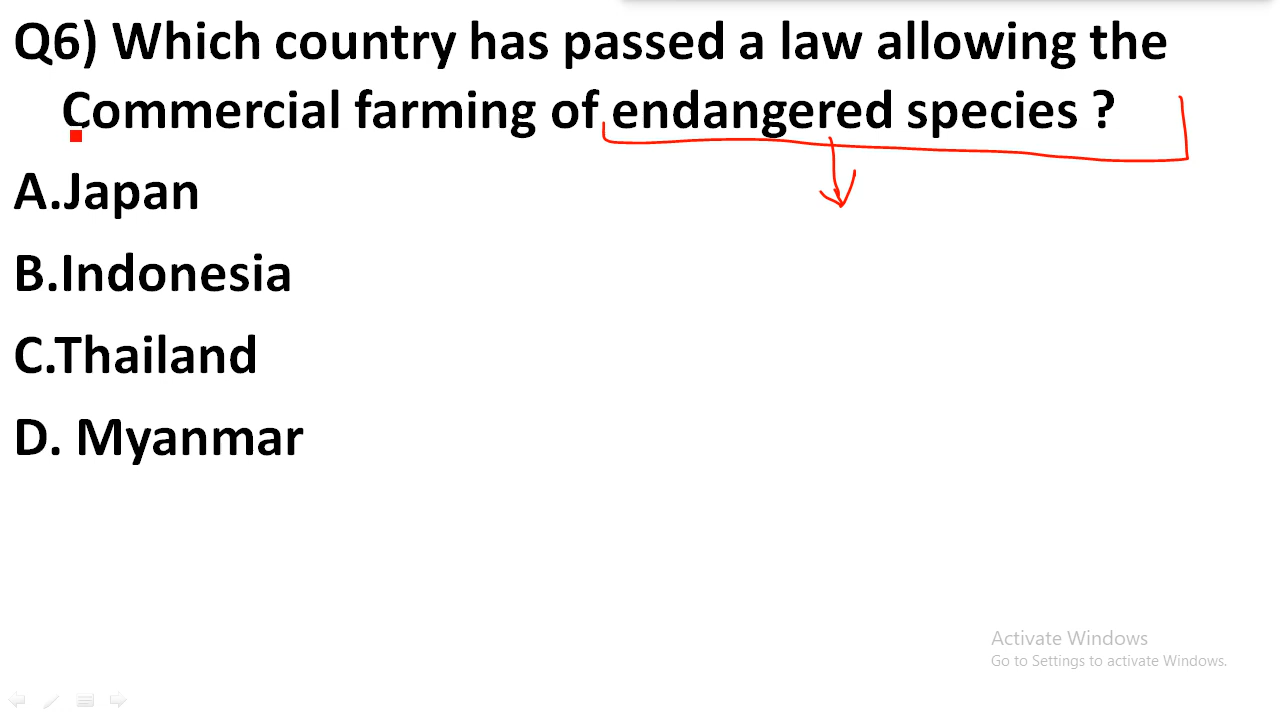 Q6) Which country has passed a law allowing the
Commercial farming of endangered species ?
A.Japan
B.Indonesia
C.Thailand
D. Myanmar
Activate Windows
Go to Settings to activate Windows.